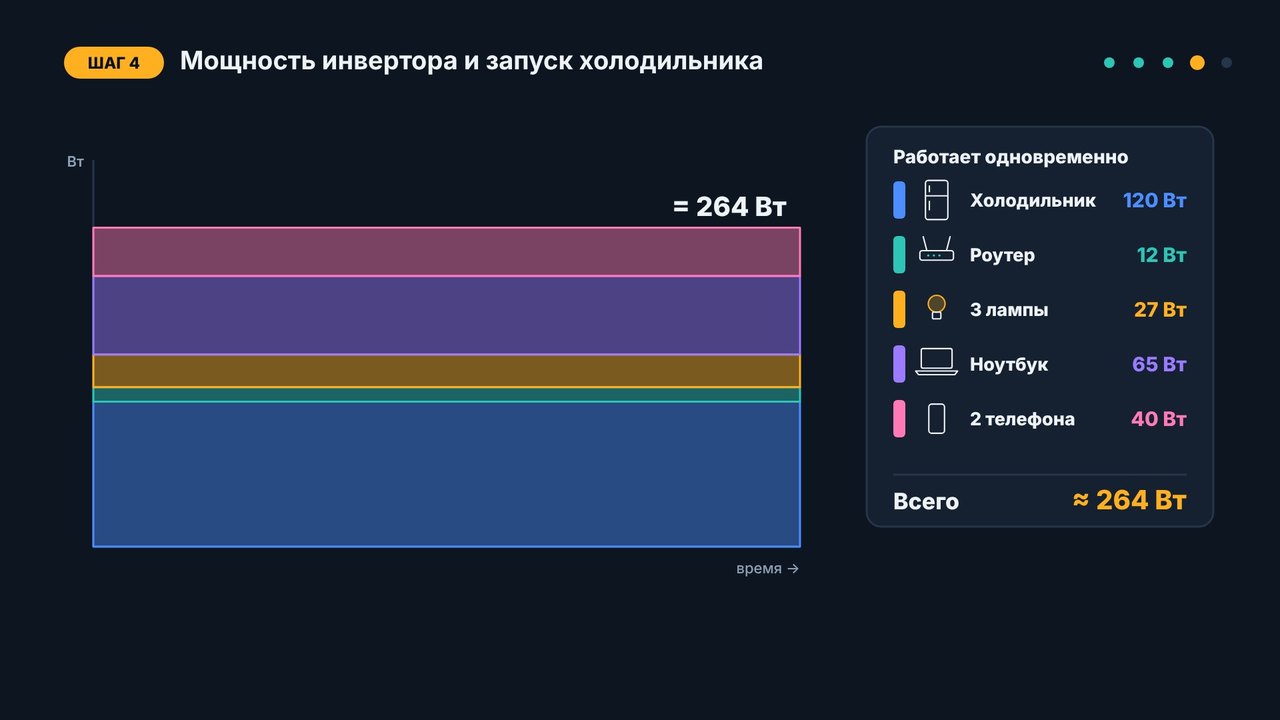 ШАГ 4
Мощность инвертора и запуск холодильника
Вт
= 264 Вт
время →
Работает одновременно
Холодильник 120 Вт
Роутер 12 Вт
3 лампы 27 Вт
Ноутбук 65 Вт
2 телефона 40 Вт
Всего ≈ 264 Вт